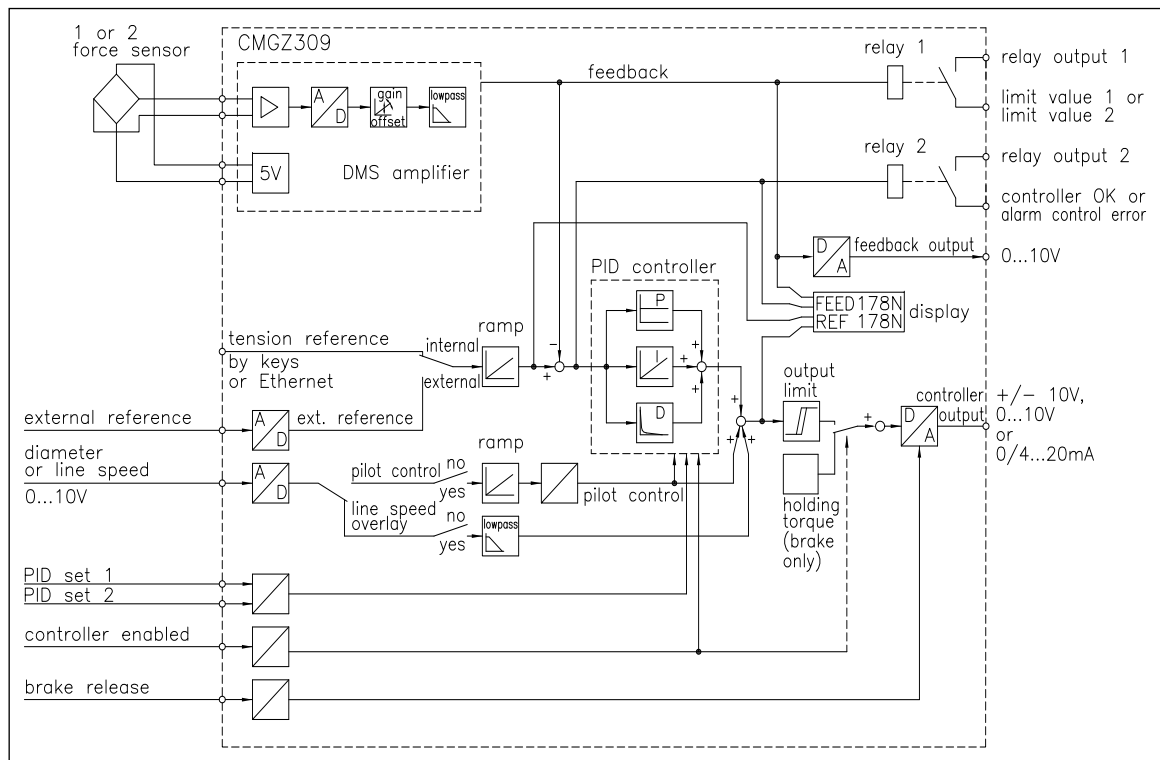 1 or 2
force sensor
CMGZ309
A
D
gain
offset
lowpass
5V
DMS amplifier
feedback
relay 1
relay output 1
limit value 1 or
limit value 2
relay 2
relay output 2
controller OK or
alarm control error
D
A
feedback output
0...10V
PID controller
P
I
D
FEED 178N
REF 178N
display
tension reference
by keys
or Ethernet
internal
external
ramp
-
+
+
+
+
external reference
A
D
ext. reference
output
limit
+
+
+
+
D
A
controller
output
+/- 10V,
0...10V
or
0/4...20mA
diameter
or line speed
0...10V
A
D
pilot control
no
yes
ramp
pilot control
line speed
overlay
no
yes
lowpass
holding
torque
(brake
only)
PID set 1
PID set 2
controller enabled
brake release